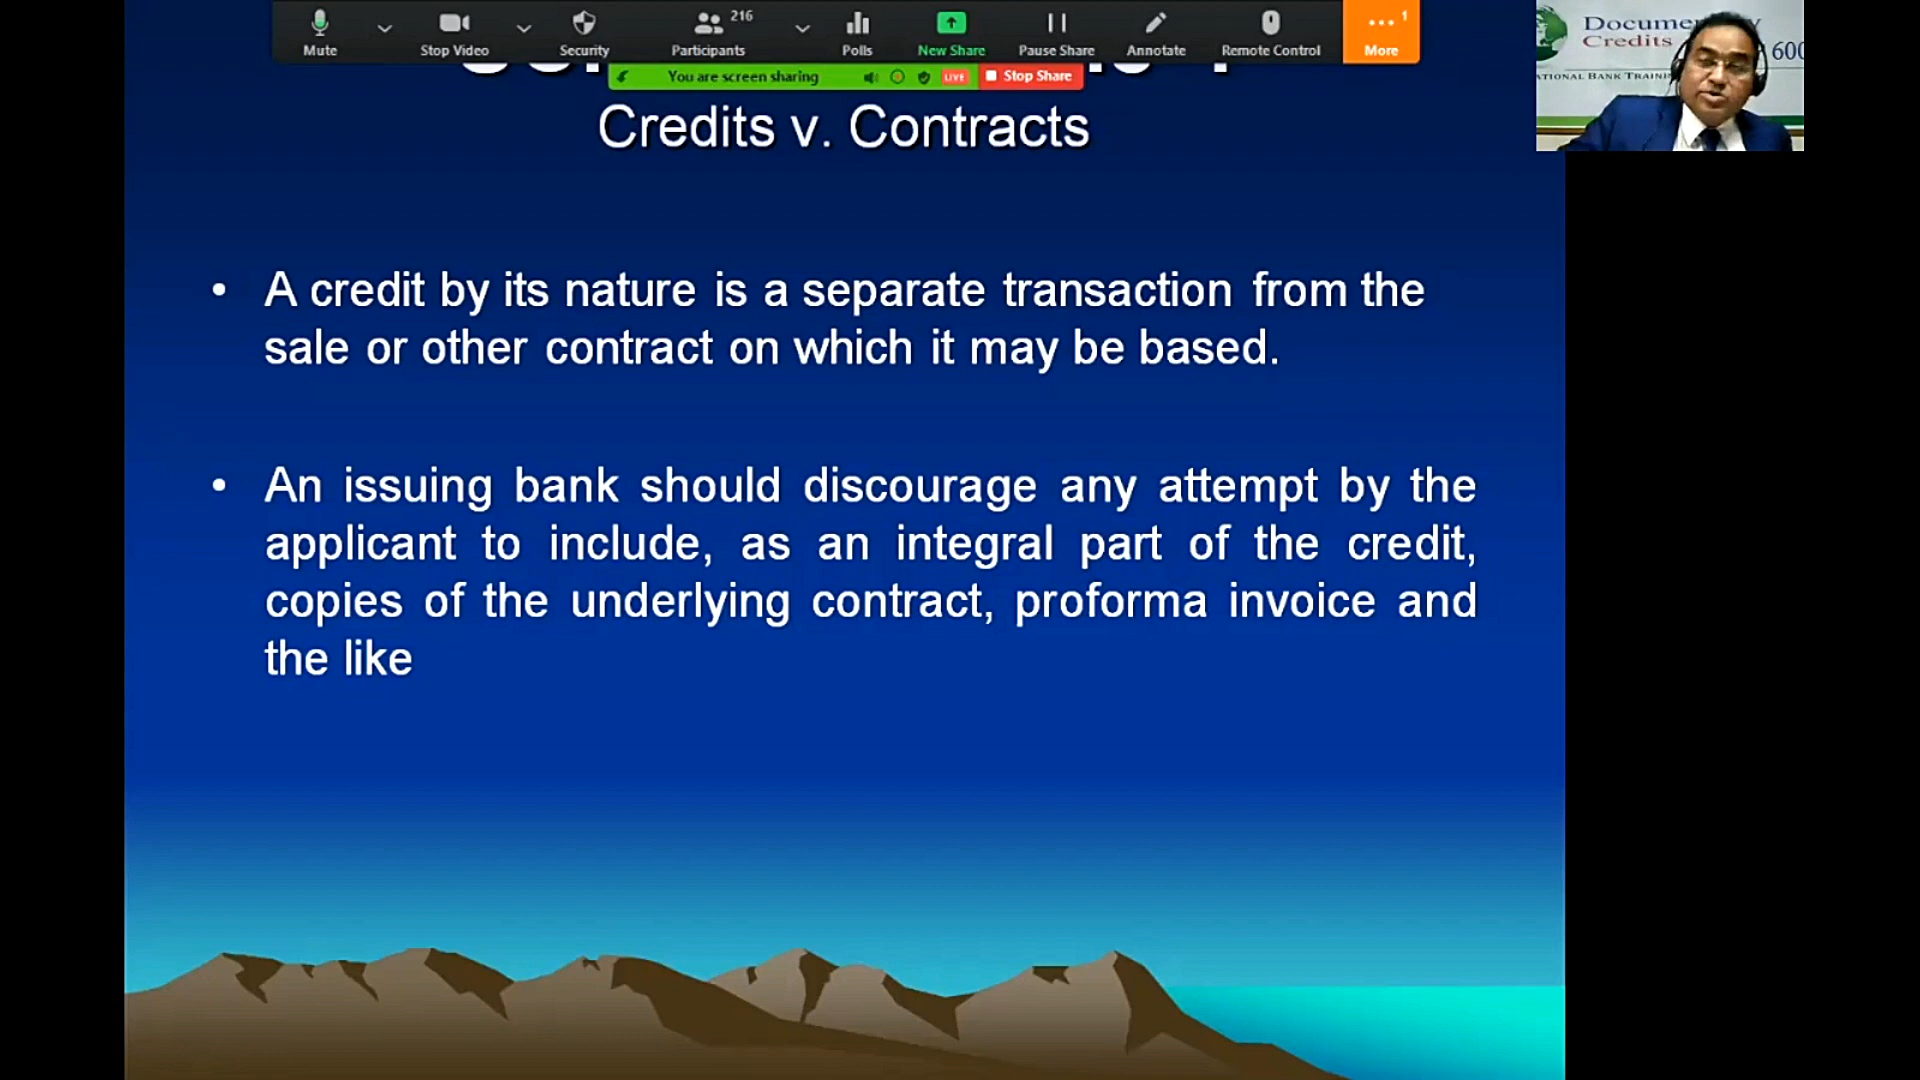 216
1
Mute
Stop Video
Security
Participants
Polls
New Share
Pause Share
Annotate
Remote Control
More
You are screen sharing
LIVE
Stop Share
Credits
600
Credits v. Contracts
• A credit by its nature is a separate transaction from the
sale or other contract on which it may be based.
• An issuing bank should discourage any attempt by the
applicant to include, as an integral part of the credit,
copies of the underlying contract, proforma invoice and
the like